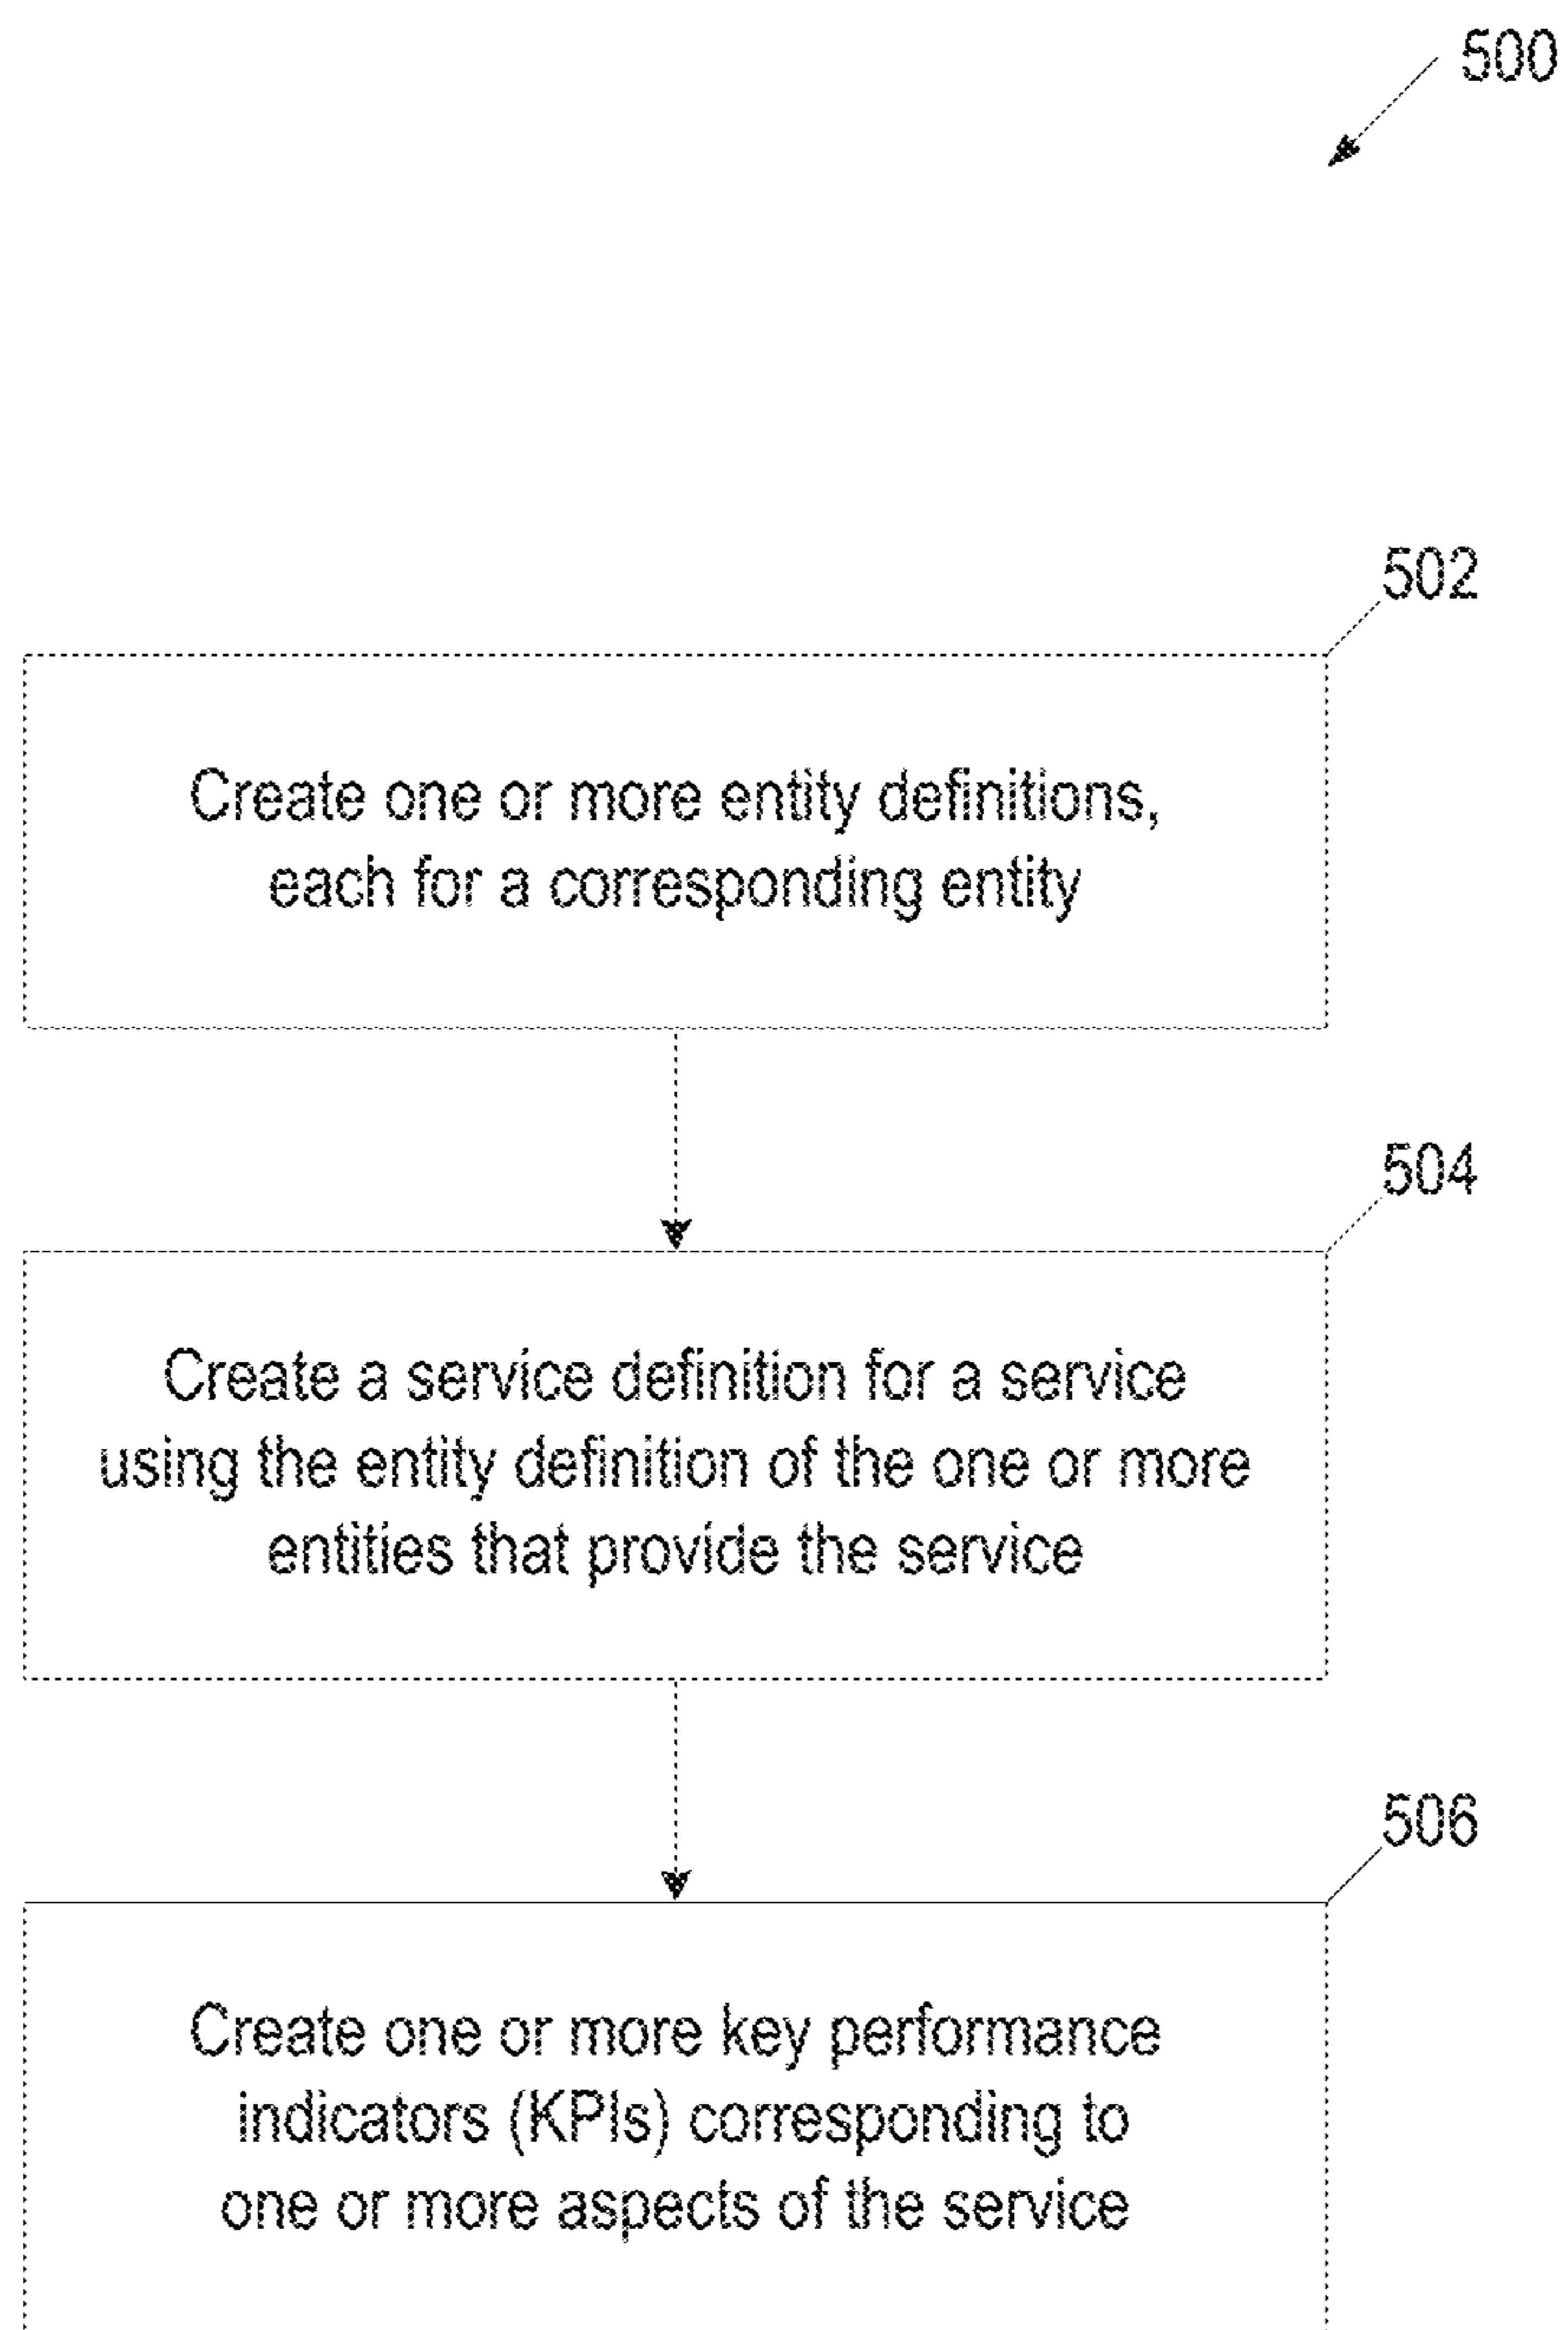 500
502
Create one or more entity definitions,
each for a corresponding entity
504
Create a service definition for a service
using the entity definition of the one or more
entities that provide the service
506
Create one or more key performance
indicators (KPIs) corresponding to
one or more aspects of the service